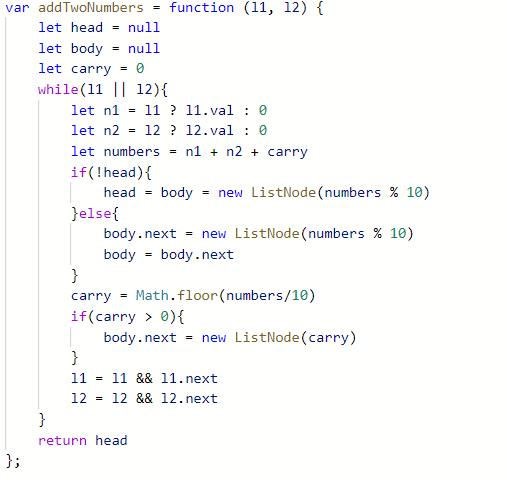 var addTwoNumbers = function (l1, l2) {
    let head = null
    let body = null
    let carry = 0
    while(l1 || l2){
        let n1 = l1 ? l1.val : 0
        let n2 = l2 ? l2.val : 0
        let numbers = n1 + n2 + carry
        if(!head){
            head = body = new ListNode(numbers % 10)
        }else{
            body.next = new ListNode(numbers % 10)
            body = body.next
        }
        carry = Math.floor(numbers/10)
        if(carry > 0){
            body.next = new ListNode(carry)
        }
        l1 = l1 && l1.next
        l2 = l2 && l2.next
    }
    return head
};